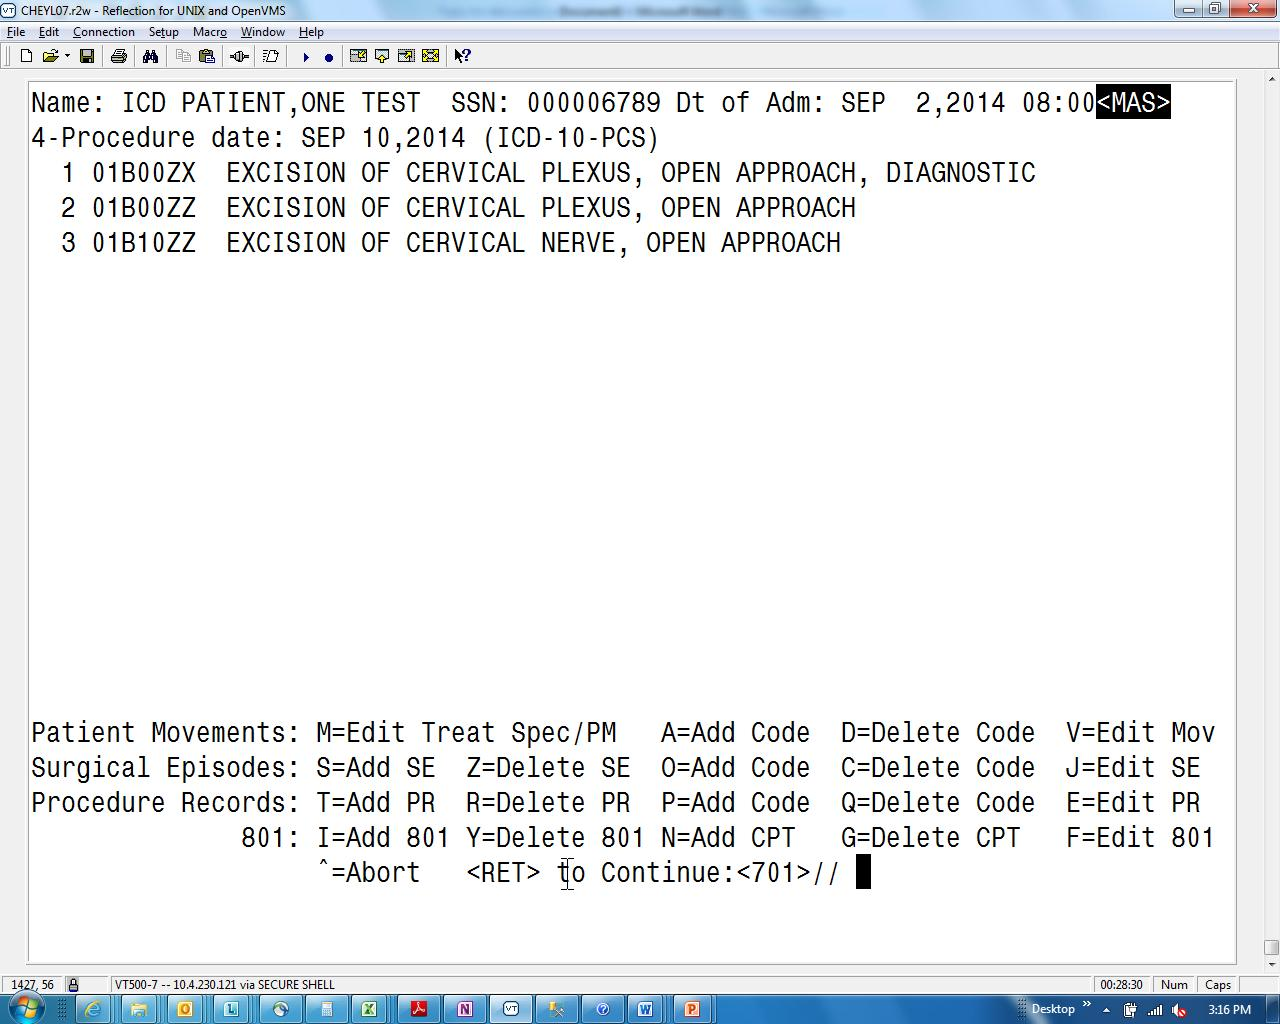 CHEYL07.r2w - Reflection for UNIX and OpenVMS
File Edit Connection Setup Macro Window Help
Name: ICD PATIENT,ONE TEST  SSN: 000006789 Dt of Adm: SEP  2,2014 08:00<MAS>
4-Procedure date: SEP 10,2014 (ICD-10-PCS)
1 01B00ZX  EXCISION OF CERVICAL PLEXUS, OPEN APPROACH, DIAGNOSTIC
2 01B00ZZ  EXCISION OF CERVICAL PLEXUS, OPEN APPROACH
3 01B10ZZ  EXCISION OF CERVICAL NERVE, OPEN APPROACH
Patient Movements: M=Edit Treat Spec/PM   A=Add Code  D=Delete Code  V=Edit Mov
Surgical Episodes: S=Add SE  Z=Delete SE  O=Add Code  C=Delete Code  J=Edit SE
Procedure Records: T=Add PR  R=Delete PR  P=Add Code  Q=Delete Code  E=Edit PR
801: I=Add 801 Y=Delete 801 N=Add CPT   G=Delete CPT   F=Edit 801
^=Abort   <RET> to Continue:<701>//
1427, 56 VT500-7 -- 10.4.230.121 via SECURE SHELL 00:28:30 Num Caps
Desktop 3:16 PM